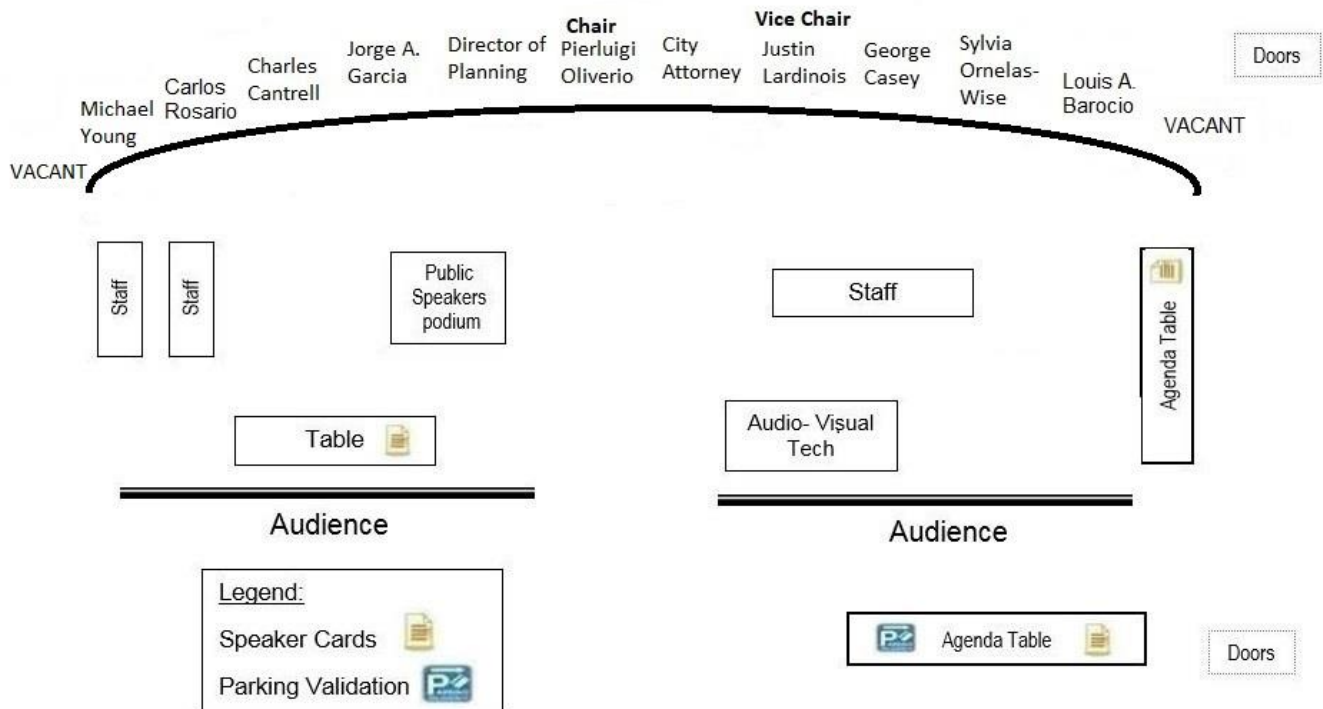 VACANT
Michael
Young
Carlos
Rosario
Charles
Cantrell
Jorge A.
Garcia
Director of
Planning
Chair
Pierluigi
Oliverio
City
Attorney
Vice Chair
Justin
Lardinois
George
Casey
Sylvia
Ornelas-
Wise
Louis A.
Barocio
VACANT
Doors
Staff
Staff
Public
Speakers
podium
Staff
Agenda Table
Table
Audio- Vişual
Tech
Audience
Audience
Legend:
Speaker Cards
Parking Validation
P
P
Agenda Table
Doors